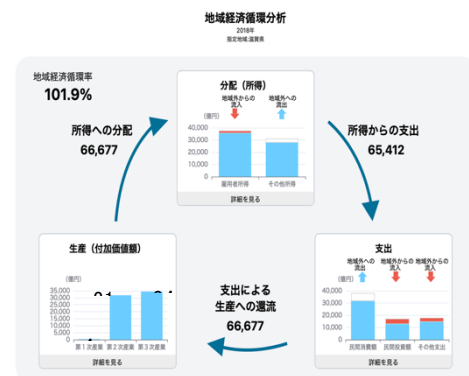 地域経済循環分析
2018年
指定地域:滋賀県
地域経済循環率
101.9%
分配（所得）
地域外からの
流入
地域外への
流出
(億円)
40,000
30,000
20,000
10,000
0
雇用者所得
その他所得
詳細を見る
所得への分配
66,677
所得からの支出
65,412
生産（付加価値額）
(億円)
35,000
30,000
25,000
20,000
15,000
10,000
5,000
0
第1次産業
第2次産業
第3次産業
詳細を見る
支出による
生産への還流
66,677
支出
地域外への
流出
地域外からの
流入
地域外からの
流入
(億円)
40,000
30,000
20,000
10,000
0
民間消費額
民間投資額
その他支出
詳細を見る